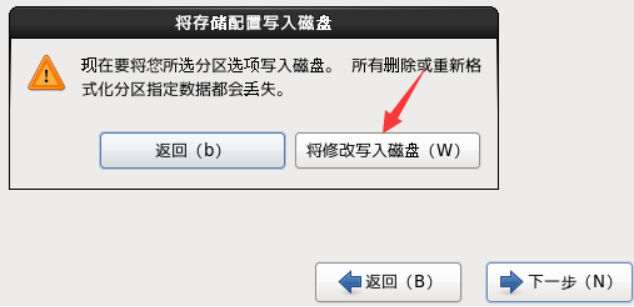 将存储配置写入磁盘
现在要将您所选分区选项写入磁盘。 所有删除或重新格
式化分区指定数据都会丢失。
返回（b） 将修改写入磁盘（W）
返回（B） 下一步（N）